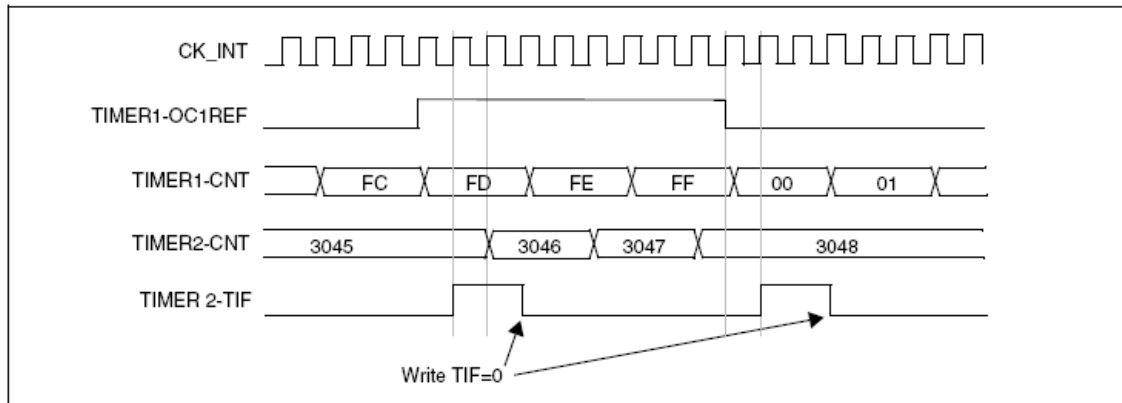 CK_INT
TIMER1-OC1REF
TIMER1-CNT FC FD FE FF 00 01
TIMER2-CNT 3045 3046 3047 3048
TIMER 2-TIF
Write TIF=0